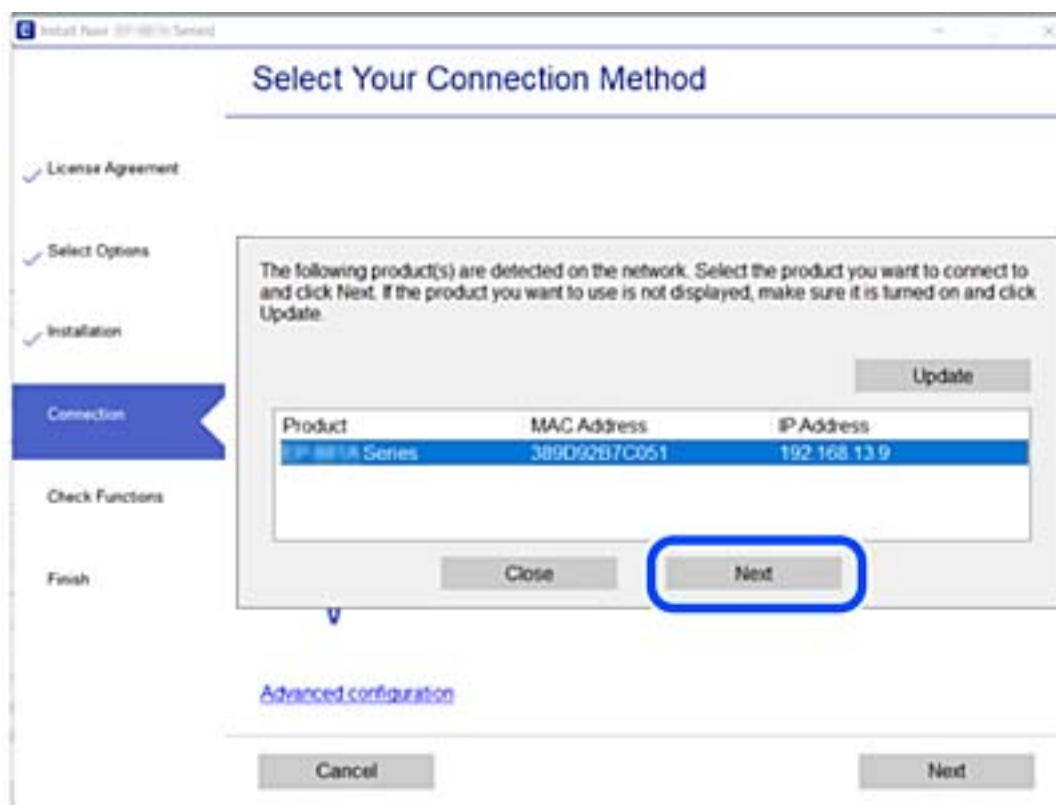 Install Navi
Series]
Select Your Connection Method
License Agreement
Select Options
Installation
Connection
Check Functions
Finish
The following product(s) are detected on the network. Select the product you want to connect to
and click Next. If the product you want to use is not displayed, make sure it is turned on and click
Update.
Update
Product MAC Address IP Address
Series 389D92B7C051 192.168.13.9
Close Next
Advanced configuration
Cancel Next